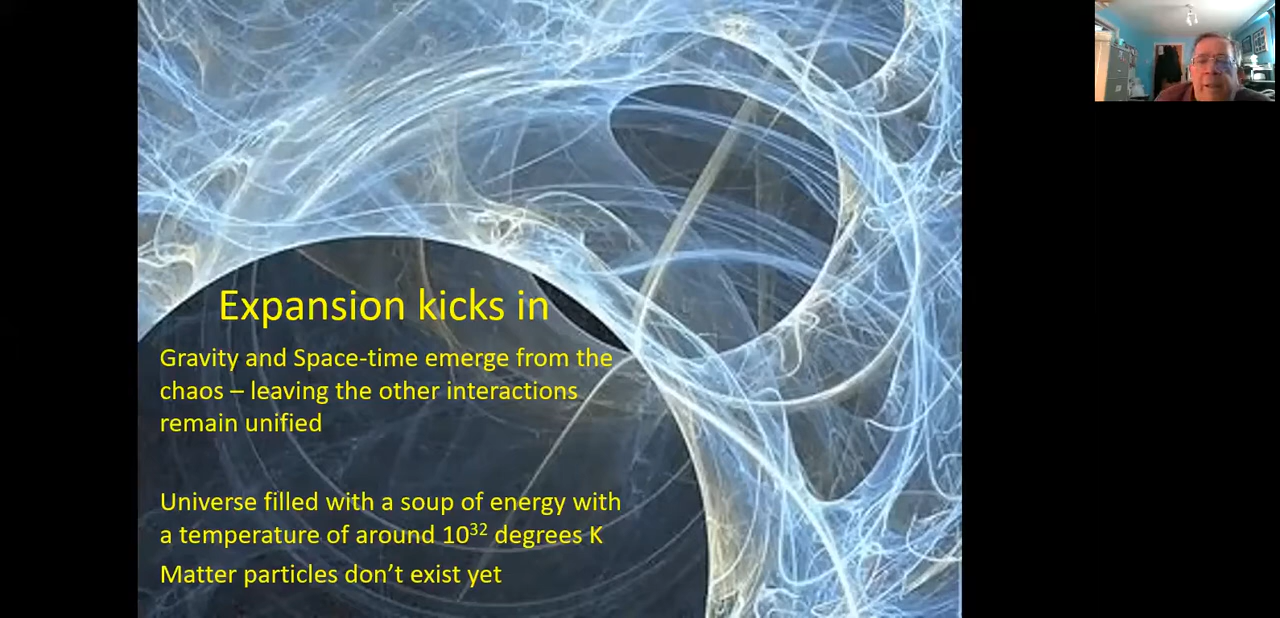 Expansion kicks in
Gravity and Space-time emerge from the
chaos – leaving the other interactions
remain unified
Universe filled with a soup of energy with
a temperature of around 10³² degrees K
Matter particles don’t exist yet